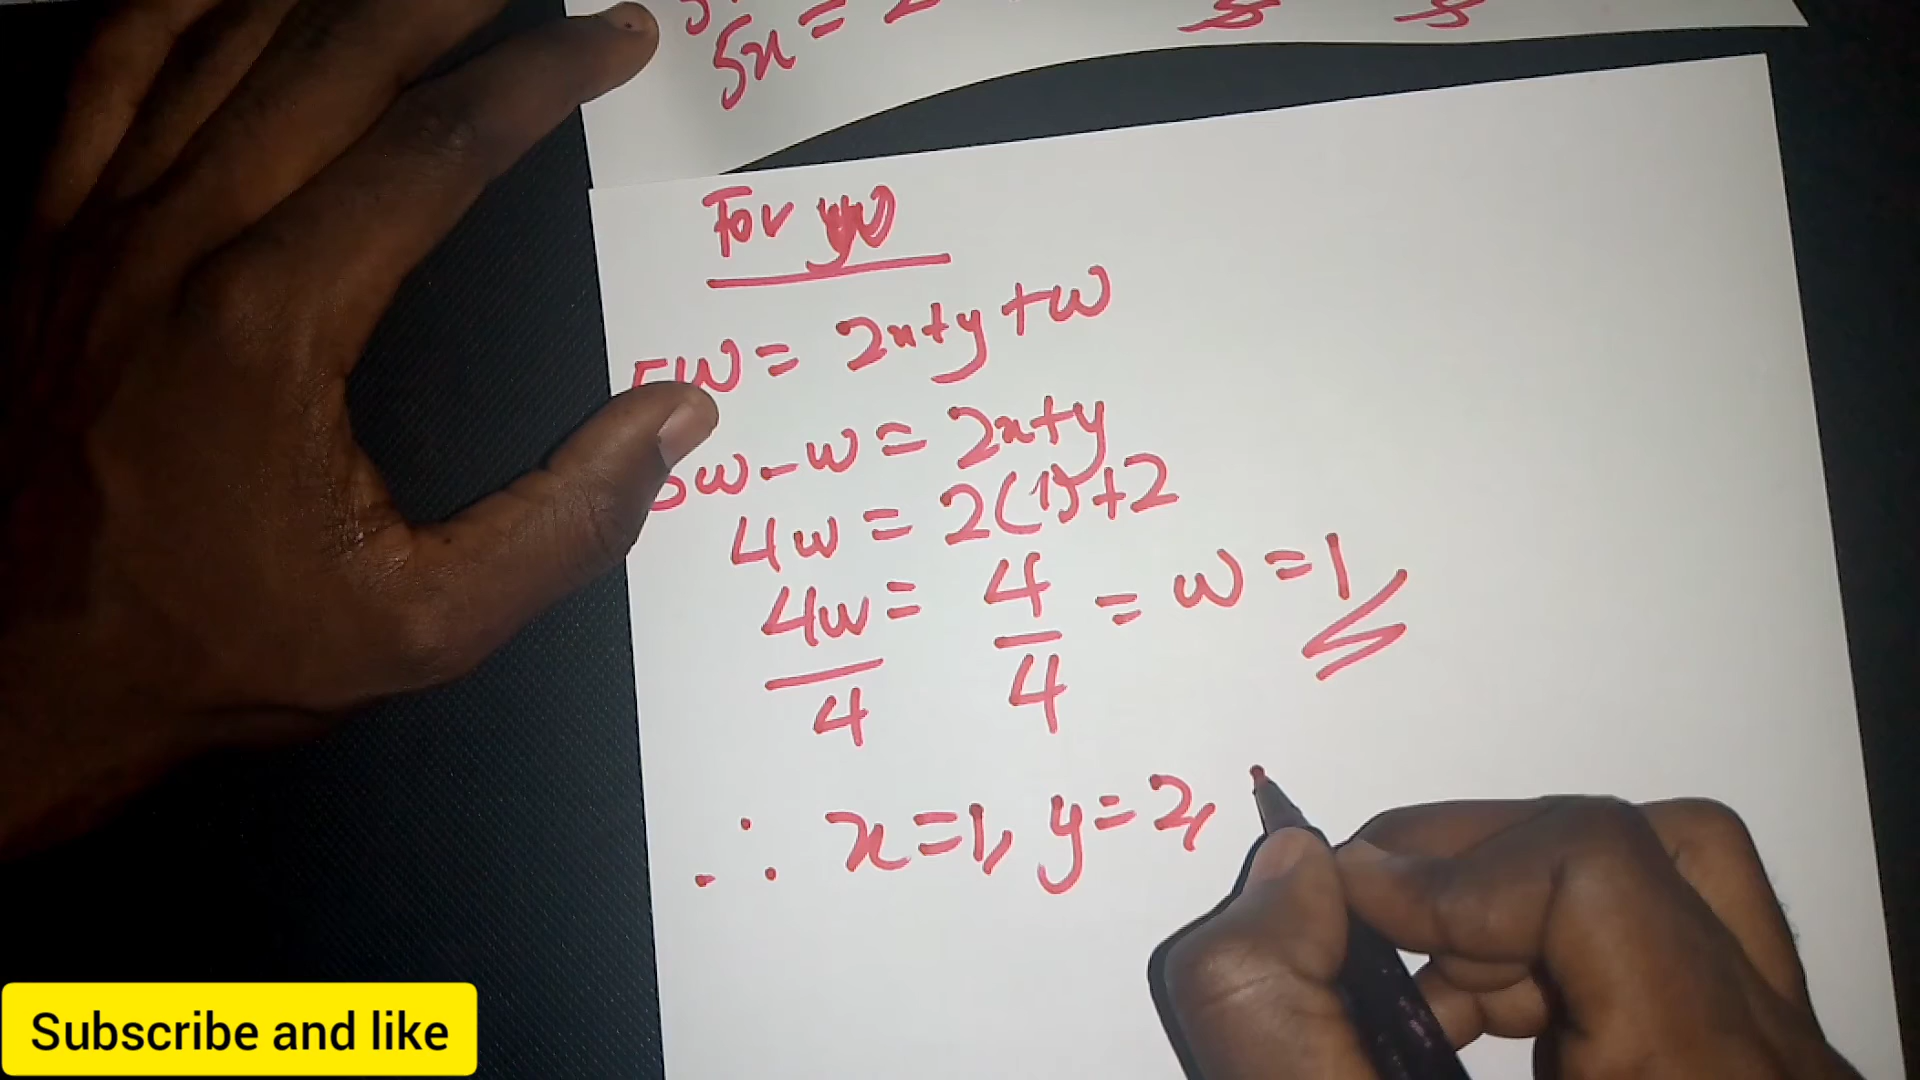 5x = 2
For w
5w = 2x+y+w
5w-w = 2x+y
4w = 2(1)+2
4w/4 = 4/4 = w = 1
∴ x=1, y=2,
Subscribe and like